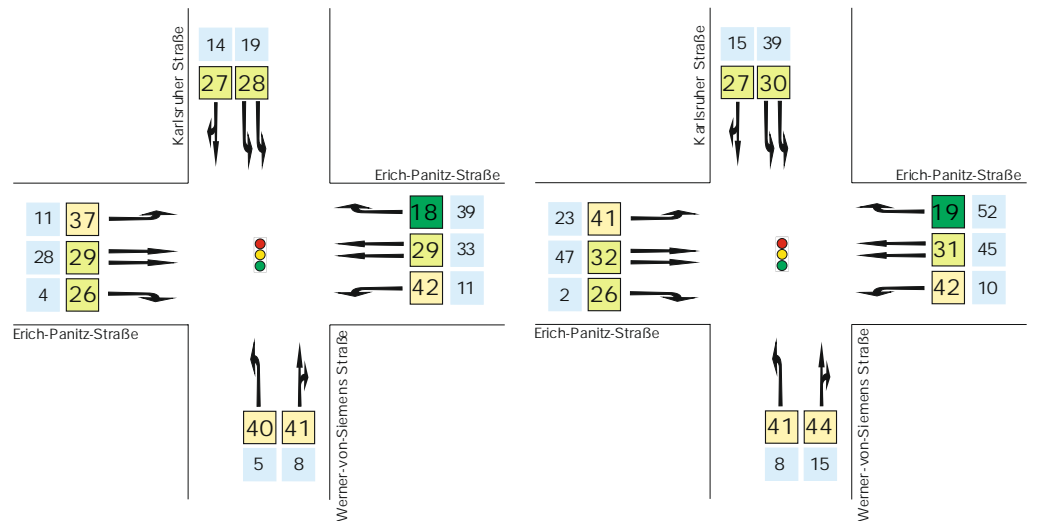 14 19
27 28
Karlsruher Straße
Erich-Panitz-Straße
11 37
18 39
28 29
29 33
4 26
42 11
Erich-Panitz-Straße
40 41
5 8
Werner-von-Siemens Straße
15 39
27 30
Karlsruher Straße
Erich-Panitz-Straße
23 41
19 52
47 32
31 45
2 26
42 10
Erich-Panitz-Straße
41 44
8 15
Werner-von-Siemens Straße